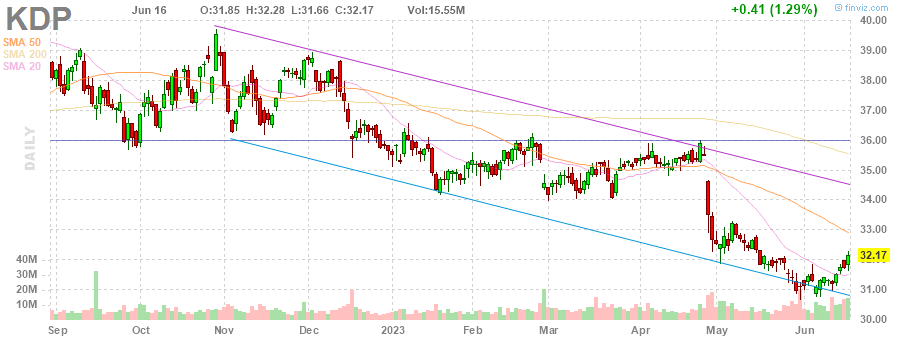 KDP Jun 16 O:31.85 H:32.28 L:31.66 C:32.17 Vol:15.55M +0.41 (1.29%) © finviz.com
SMA 50
SMA 200
SMA 20
DAILY
40.00
39.00
38.00
37.00
36.00
35.00
34.00
33.00
32.17
31.00
30.00
40M
30M
20M
10M
Sep Oct Nov Dec 2023 Feb Mar Apr May Jun